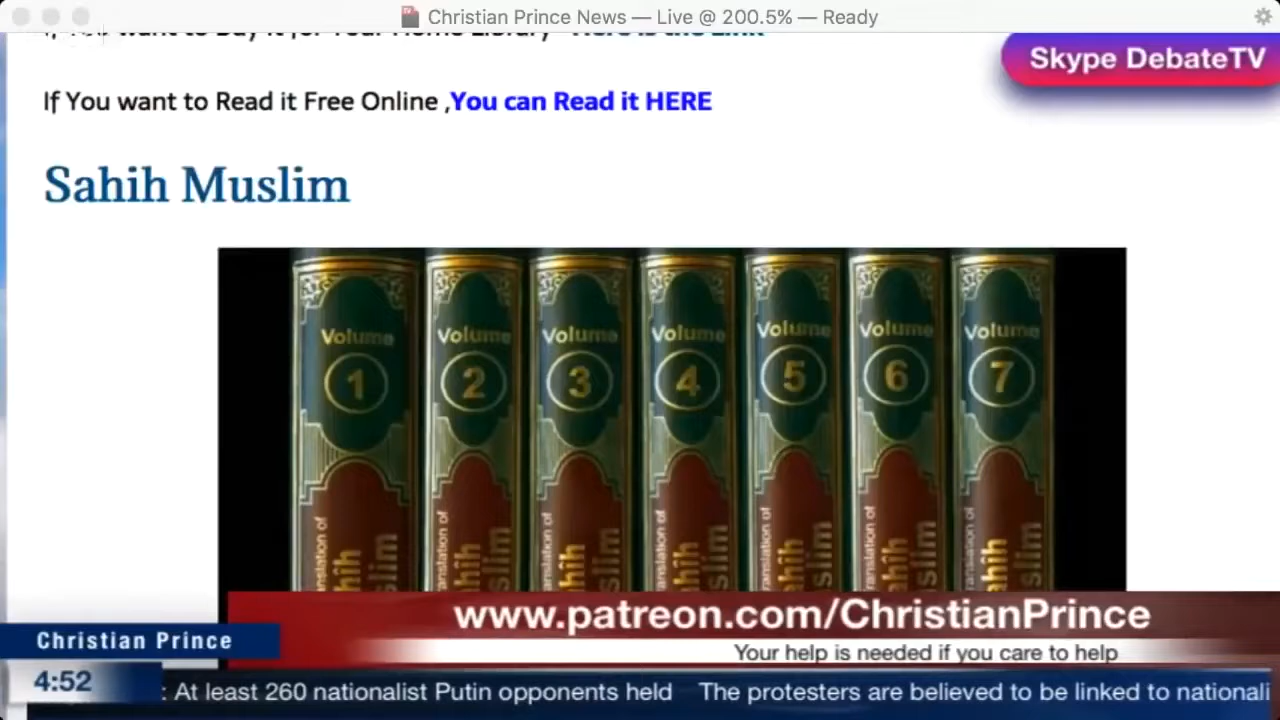 Christian Prince News — Live @ 200.5% — Ready
Skype DebateTV
If You want to Read it Free Online ,You can Read it HERE
Sahih Muslim
Volume Volume Volume Volume Volume Volume Volume
1 2 3 4 5 6 7
www.patreon.com/ChristianPrince
Christian Prince
Your help is needed if you care to help
4:52
: At least 260 nationalist Putin opponents held The protesters are believed to be linked to nationali